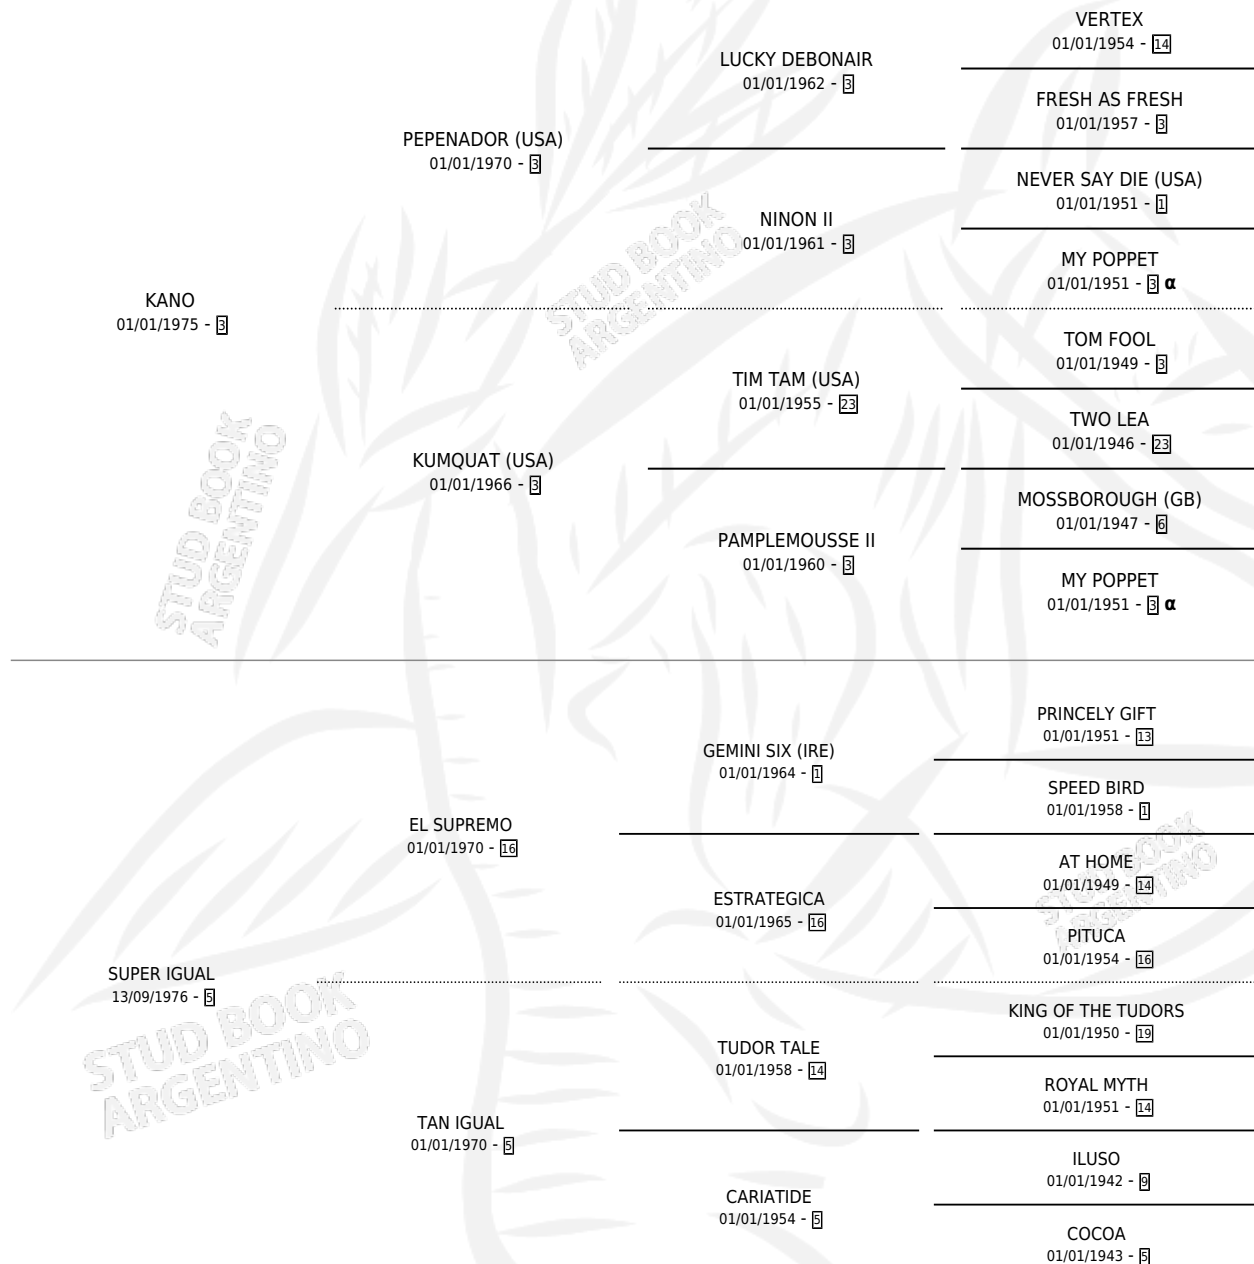 VERTEX
01/01/1954 - 14
LUCKY DEBONAIR
01/01/1962 - 3
FRESH AS FRESH
01/01/1957 - 3
PEPENADOR (USA)
01/01/1970 - 3
NEVER SAY DIE (USA)
01/01/1951 - 1
NINON II
01/01/1961 - 3
MY POPPET
01/01/1951 - 3 α
KANO
01/01/1975 - 3
TOM FOOL
01/01/1949 - 3
TIM TAM (USA)
01/01/1955 - 23
TWO LEA
01/01/1946 - 23
KUMQUAT (USA)
01/01/1966 - 3
MOSSBOROUGH (GB)
01/01/1947 - 6
PAMPLEMOUSSE II
01/01/1960 - 3
MY POPPET
01/01/1951 - 3 α
STUD BOOK
ARGENTINO
STUD BOOK
ARGENTINO
PRINCELY GIFT
01/01/1951 - 13
GEMINI SIX (IRE)
01/01/1964 - 1
SPEED BIRD
01/01/1958 - 1
EL SUPREMO
01/01/1970 - 16
AT HOME
01/01/1949 - 14
ESTRATEGICA
01/01/1965 - 16
PITUCA
01/01/1954 - 16
STUD BOOK
ARGENTINO
SUPER IGUAL
13/09/1976 - 5
KING OF THE TUDORS
01/01/1950 - 19
TUDOR TALE
01/01/1958 - 14
ROYAL MYTH
01/01/1951 - 14
TAN IGUAL
01/01/1970 - 5
ILUSO
01/01/1942 - 9
CARIATIDE
01/01/1954 - 5
COCOA
01/01/1943 - 5
STUD BOOK
ARGENTINO